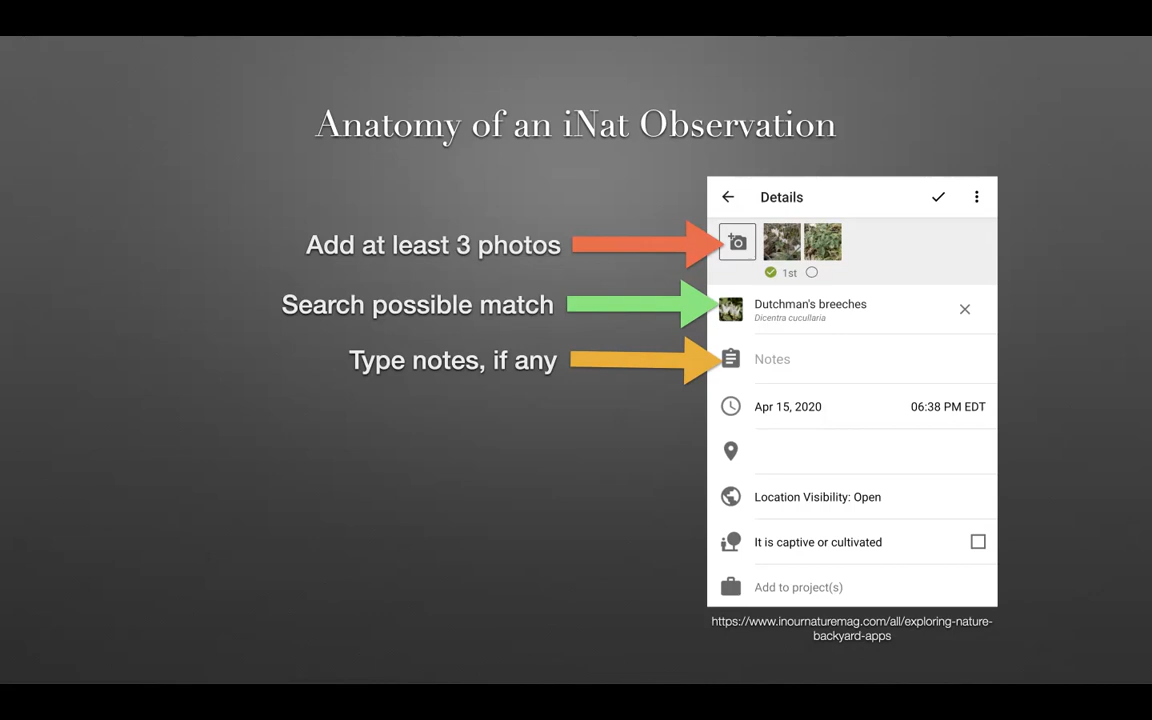 Anatomy of an iNat Observation
Add at least 3 photos
Search possible match
Type notes, if any
Details
1st
Dutchman's breeches
Dicentra cucullaria
Notes
Apr 15, 2020 06:38 PM EDT
Location Visibility: Open
It is captive or cultivated
Add to project(s)
https://www.inournaturemag.com/all/exploring-nature-
backyard-apps